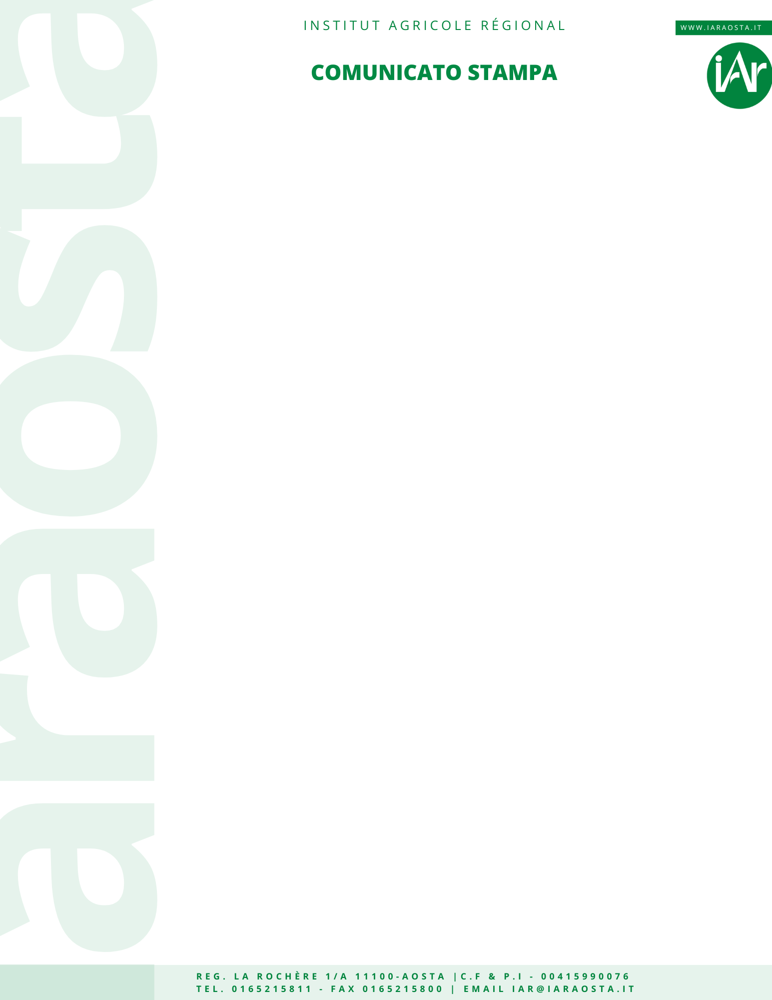 INSTITUT AGRICOLE RÉGIONAL
WWW.IARAOSTA.IT
COMUNICATO STAMPA
iAr
iaraosta
REG. LA ROCHÈRE 1/A 11100-AOSTA |C.F & P.I - 00415990076
TEL. 0165215811 - FAX 0165215800 | EMAIL IAR@IARAOSTA.IT